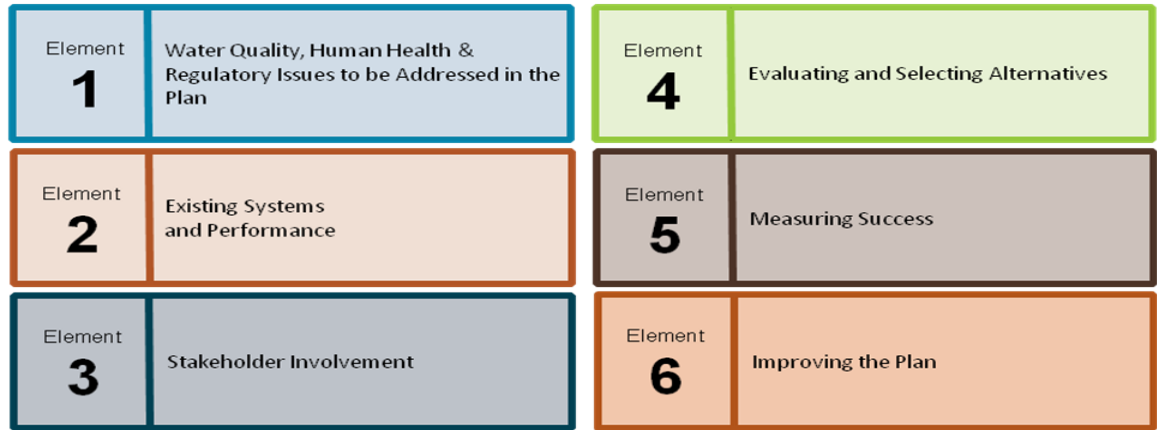 Element
1
Water Quality, Human Health &
Regulatory Issues to be Addressed in the
Plan
Element
2
Existing Systems
and Performance
Element
3
Stakeholder Involvement
Element
4
Evaluating and Selecting Alternatives
Element
5
Measuring Success
Element
6
Improving the Plan